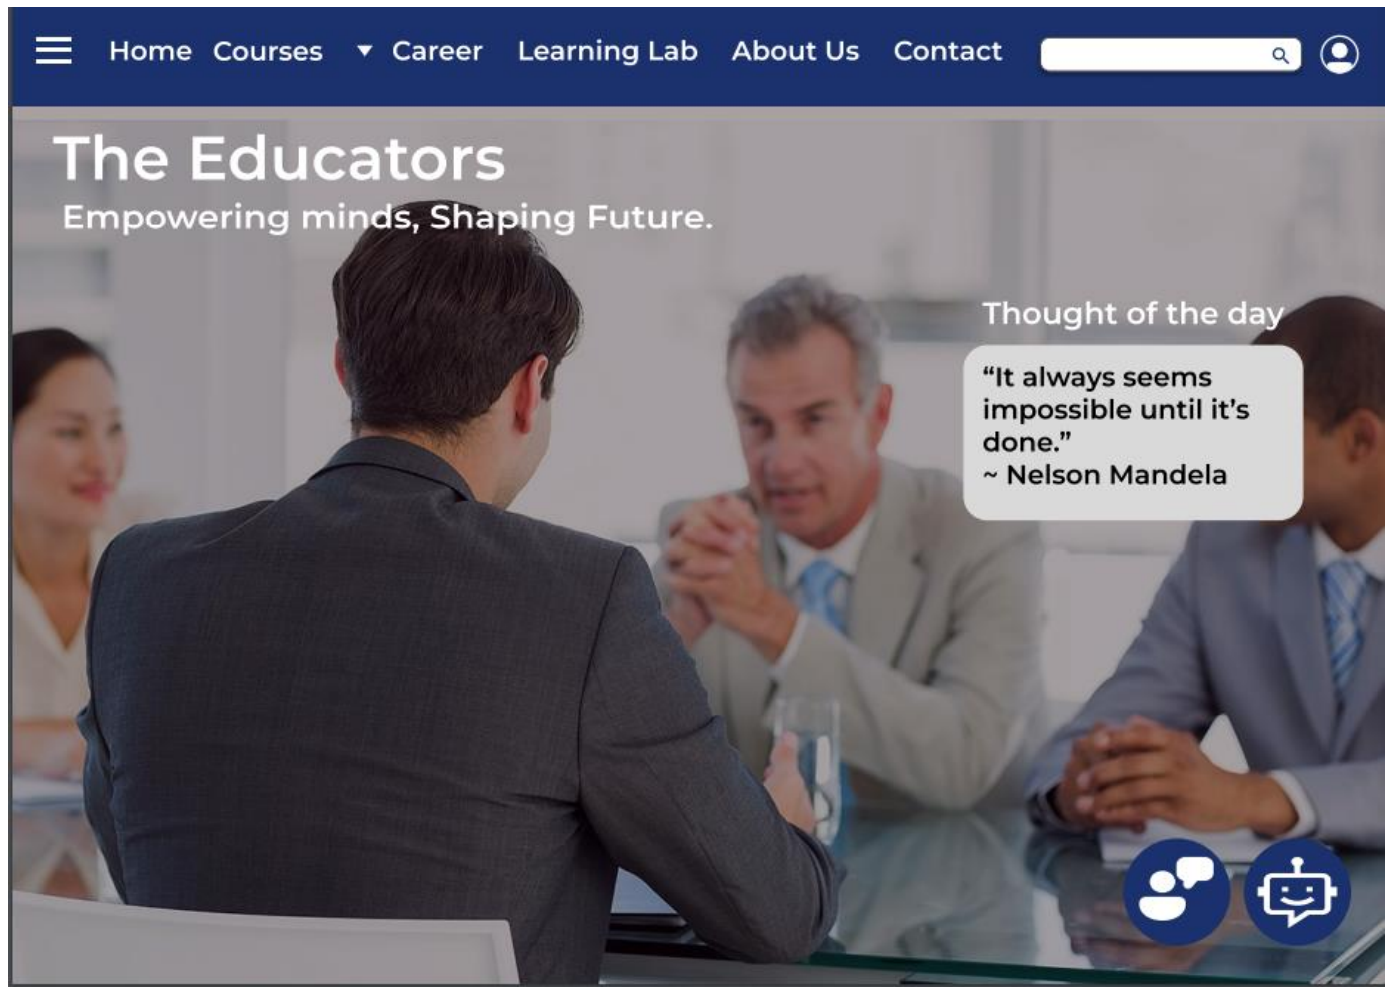 Home Courses ▼ Career Learning Lab About Us Contact
The Educators
Empowering minds, Shaping Future.
Thought of the day
“It always seems
impossible until it’s
done.”
~ Nelson Mandela